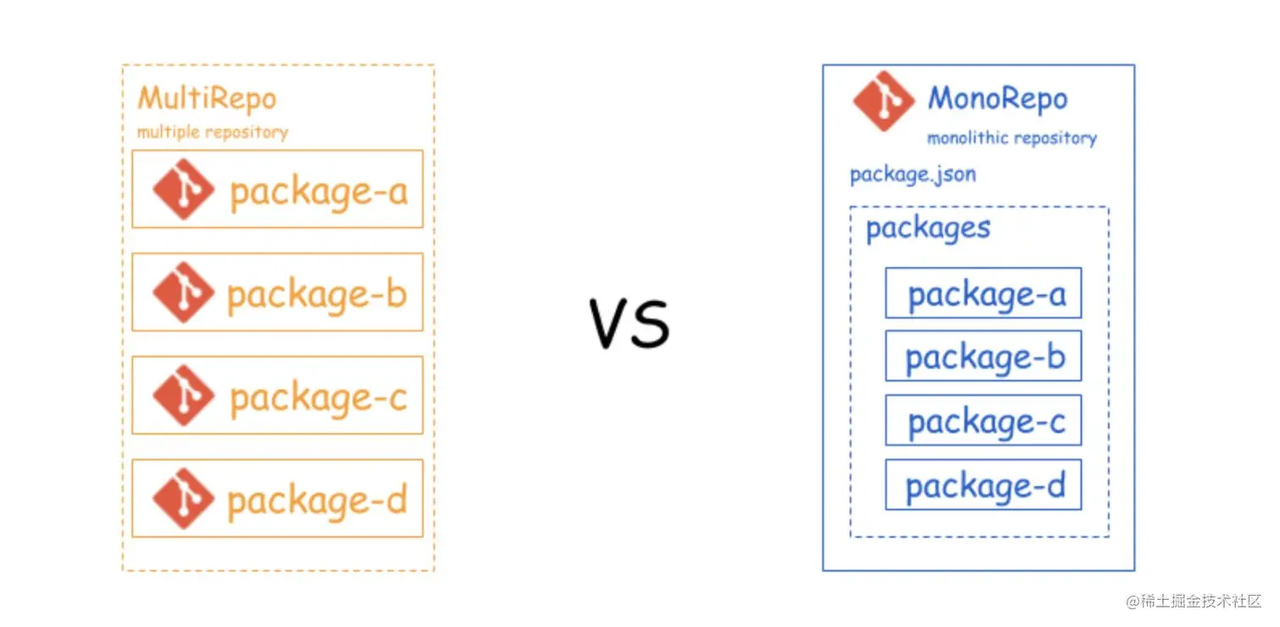 MultiRepo
multiple repository
package-a
package-b
package-c
package-d
VS
MonoRepo
monolithic repository
package.json
packages
package-a
package-b
package-c
package-d
@稀土掘金技术社区